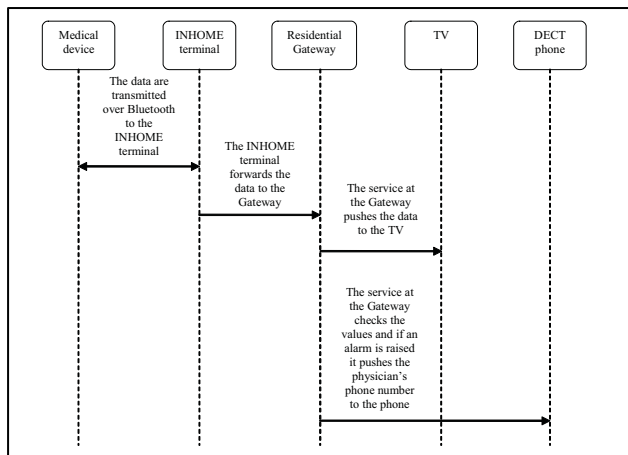 Medical
device
INHOME
terminal
Residential
Gateway
TV
DECT
phone
The data are
transmitted
over Bluetooth
to the
INHOME
terminal
The INHOME
terminal
forwards the
data to the
Gateway
The service at
the Gateway
pushes the data
to the TV
The service at
the Gateway
checks the
values and if an
alarm is raised
it pushes the
physician's
phone number
to the phone